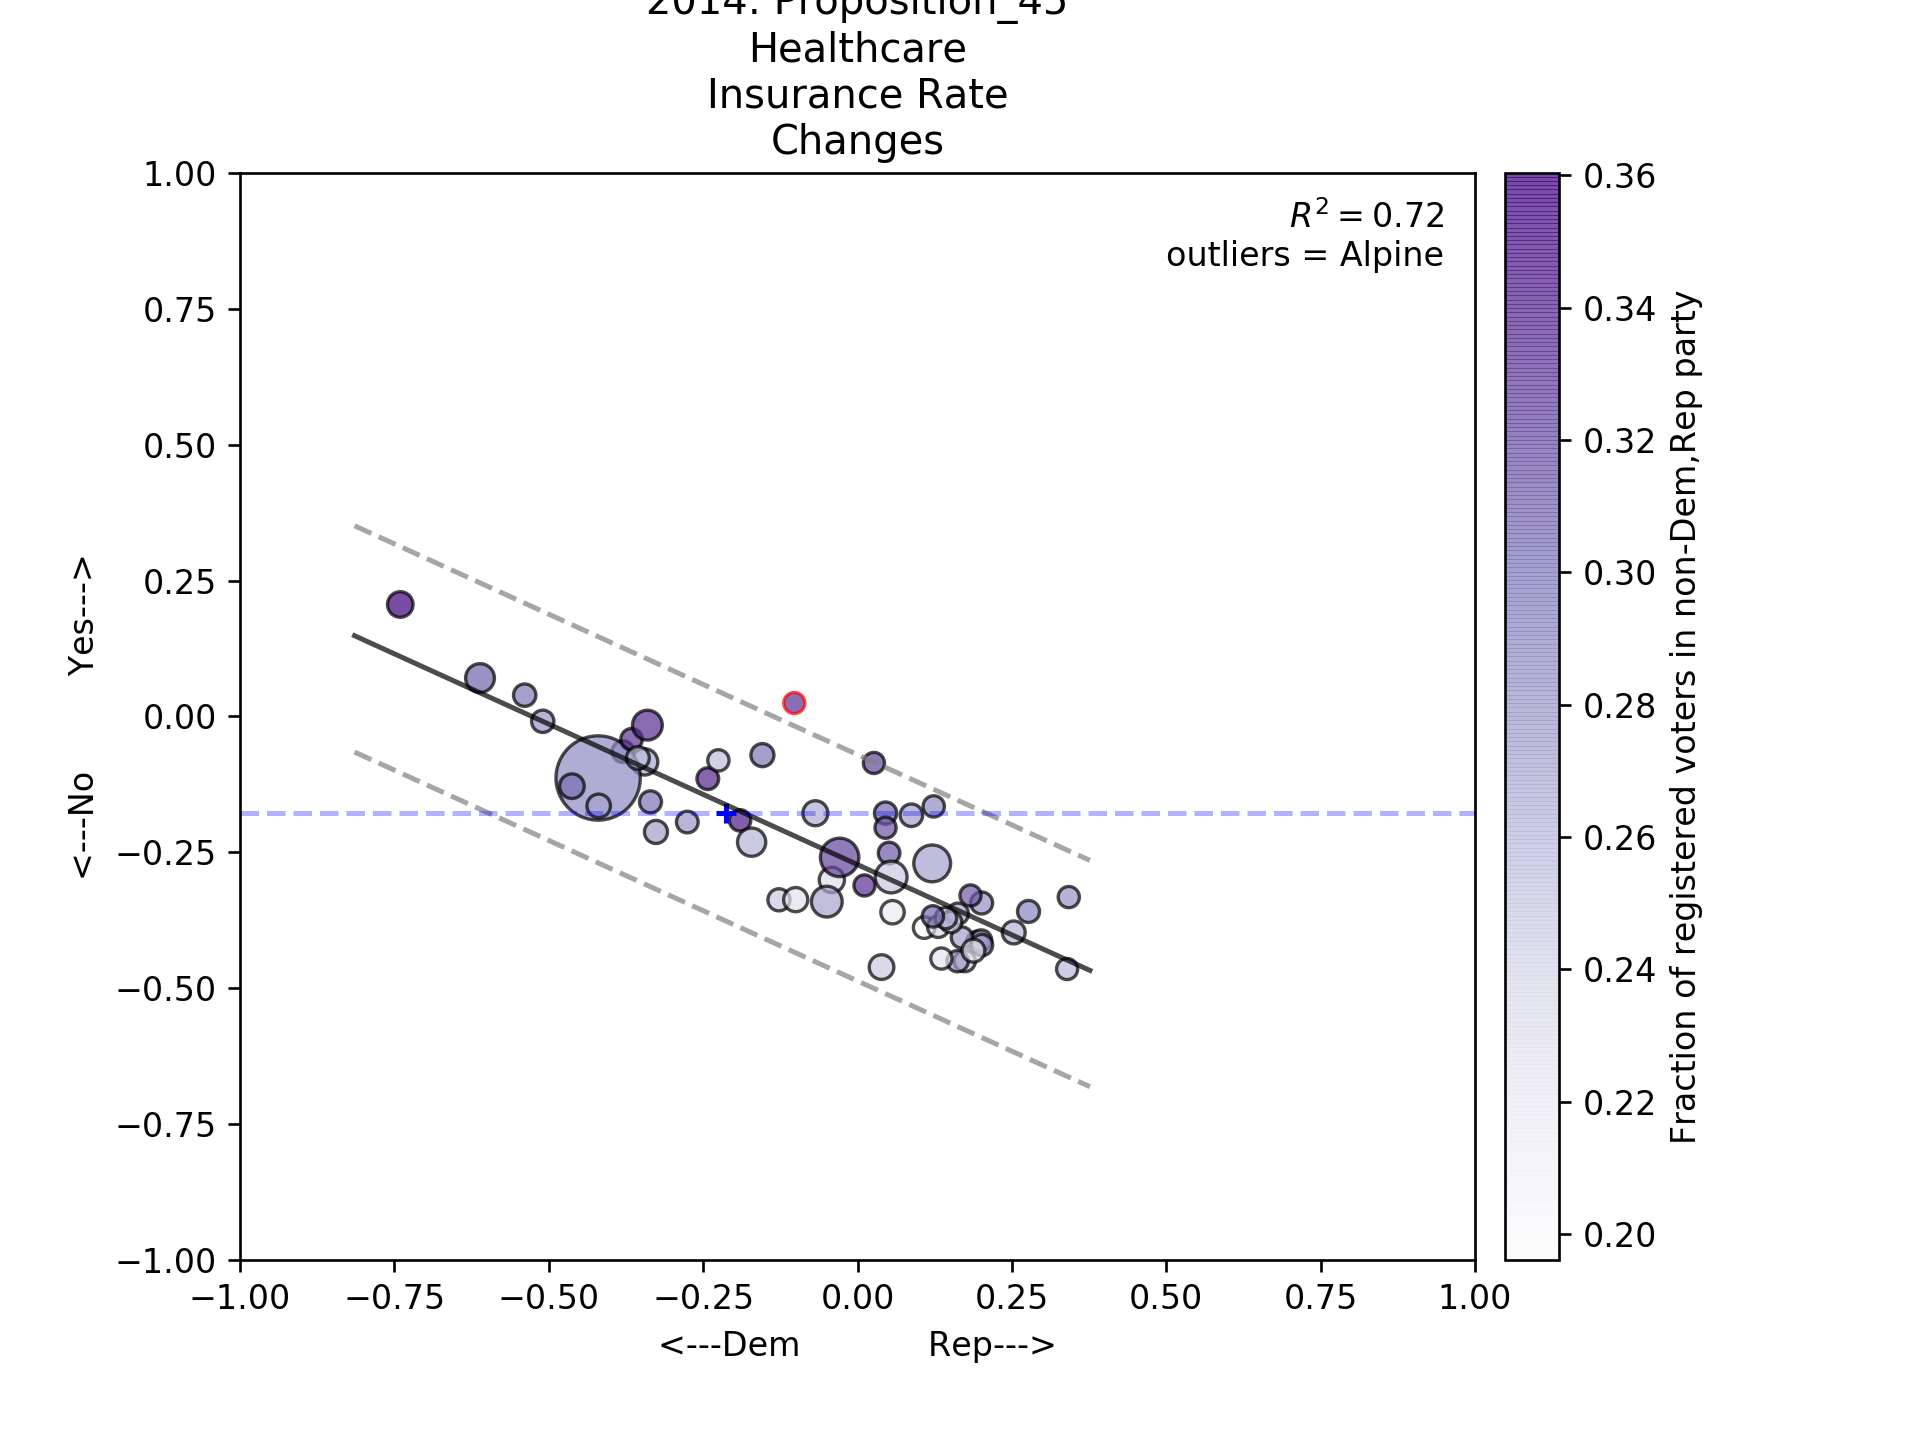 2014: Proposition_45
Healthcare
Insurance Rate
Changes
R² = 0.72
outliers = Alpine
1.00
0.75
0.50
0.25
0.00
−0.25
−0.50
−0.75
−1.00
<---No Yes--->
−1.00 −0.75 −0.50 −0.25 0.00 0.25 0.50 0.75 1.00
<---Dem Rep--->
0.36
0.34
0.32
0.30
0.28
0.26
0.24
0.22
0.20
Fraction of registered voters in non-Dem,Rep party